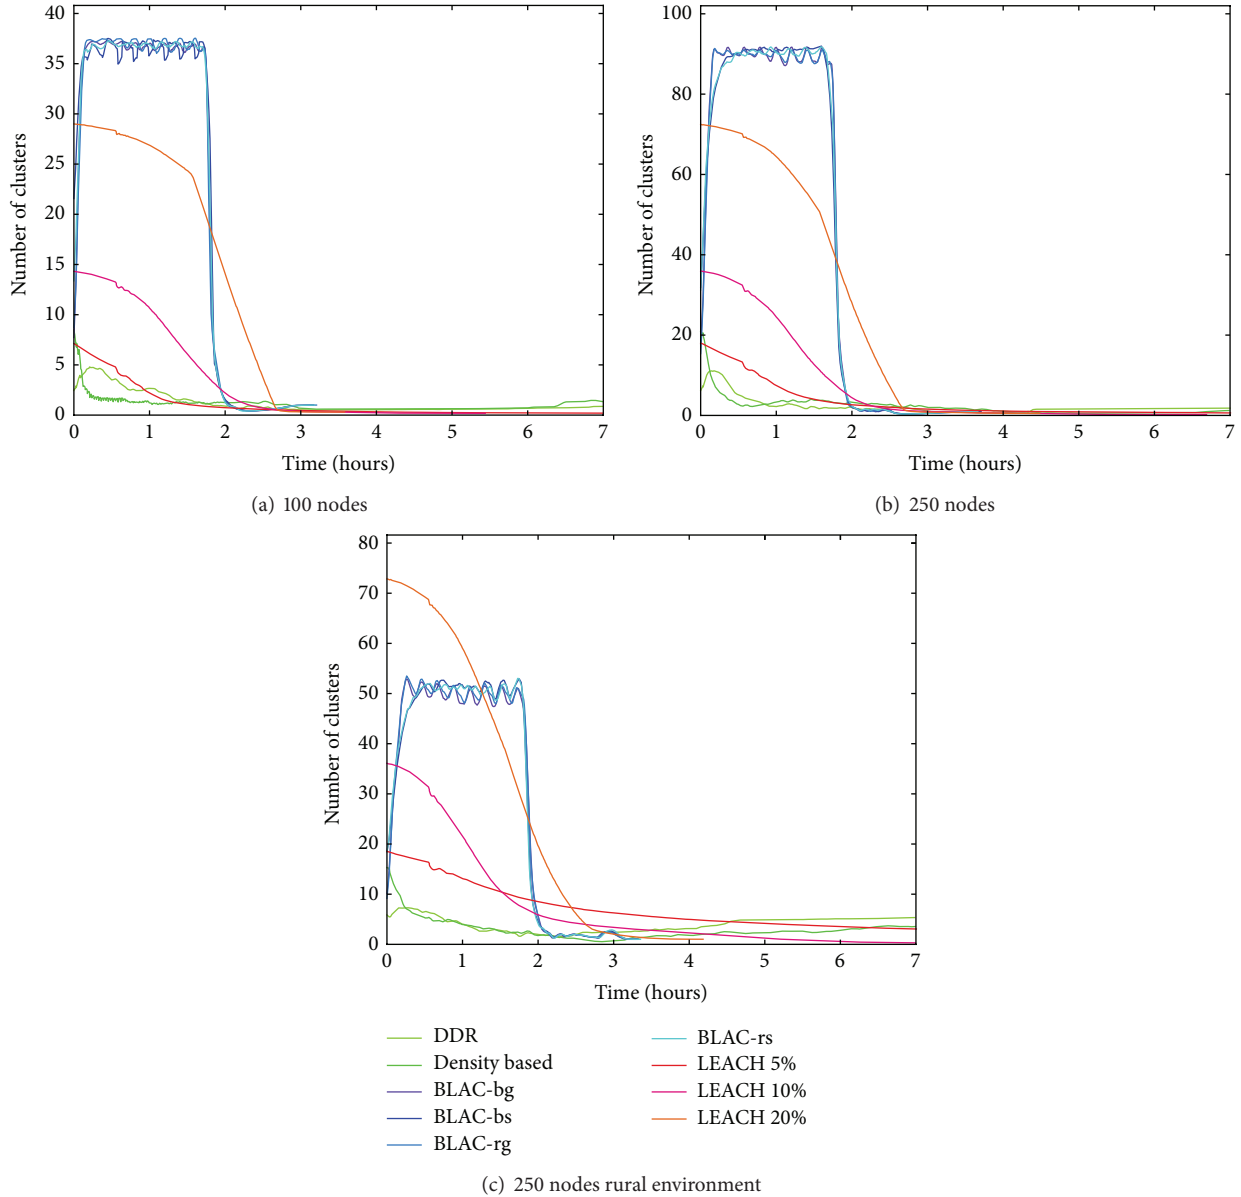 40
35
30
25
20
15
10
5
0
Number of clusters
0 1 2 3 4 5 6 7
Time (hours)
(a) 100 nodes
100
80
60
40
20
0
Number of clusters
0 1 2 3 4 5 6 7
Time (hours)
(b) 250 nodes
80
70
60
50
40
30
20
10
0
Number of clusters
0 1 2 3 4 5 6 7
Time (hours)
DDR
Density based
BLAC-bg
BLAC-bs
BLAC-rg
BLAC-rs
LEACH 5%
LEACH 10%
LEACH 20%
(c) 250 nodes rural environment